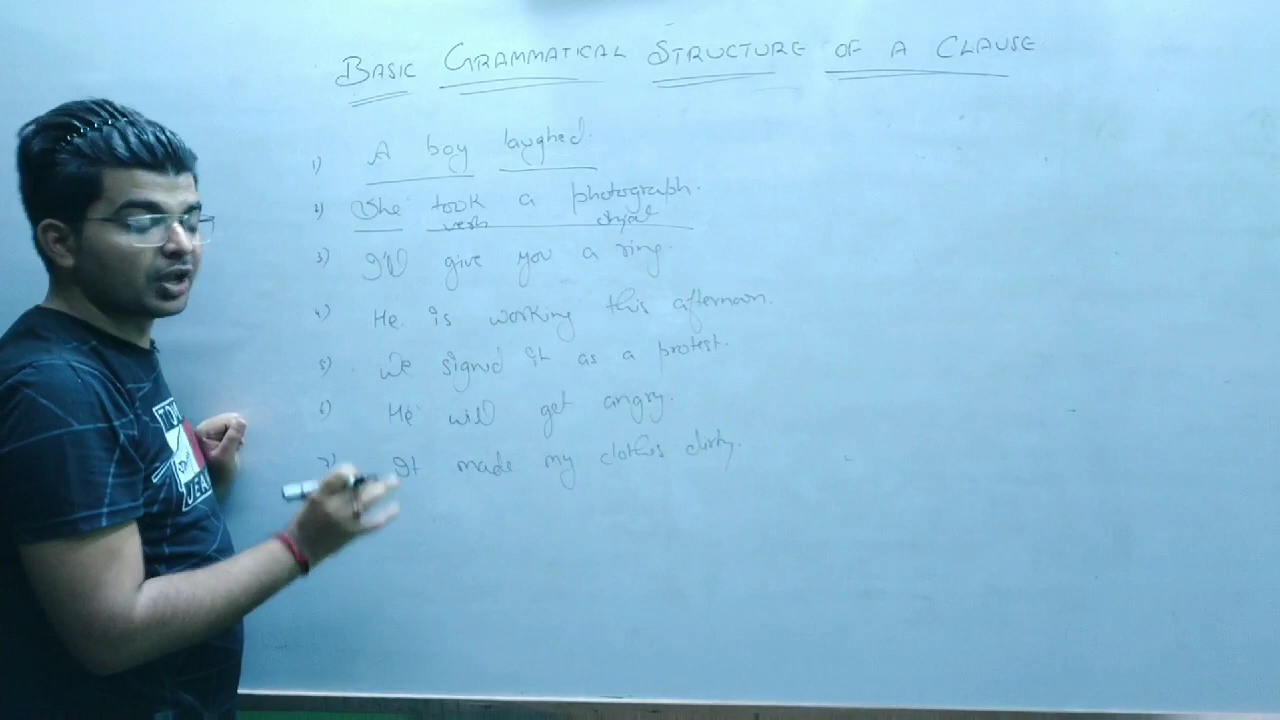 BASIC GRAMMATICAL STRUCTURE OF A CLAUSE
1) A boy laughed.
2) She took a photograph.
verb object
3) I'll give you a ring.
4) He is working this afternoon.
5) We signed it as a protest.
6) He will get angry.
7) It made my clothes dirty.